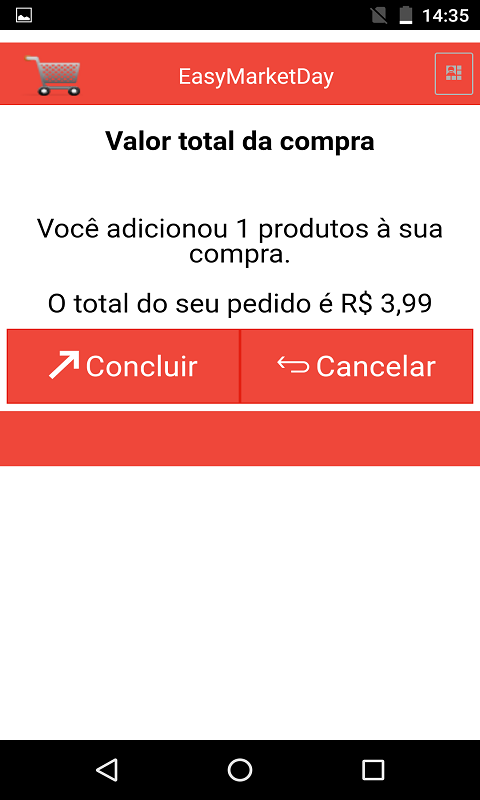 14:35
EasyMarketDay
Valor total da compra
Você adicionou 1 produtos à sua
compra.
O total do seu pedido é R$ 3,99
Concluir
Cancelar